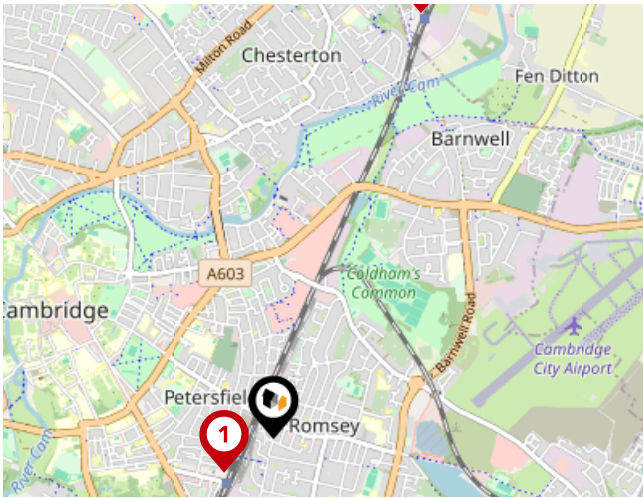 Milton Road
Chesterton
Fen Ditton
River Cam
Barnwell
A603
Coldham's
Common
Cambridge
Barnwell Road
Cambridge
City Airport
Petersfiel
1
Romsey
River Cam